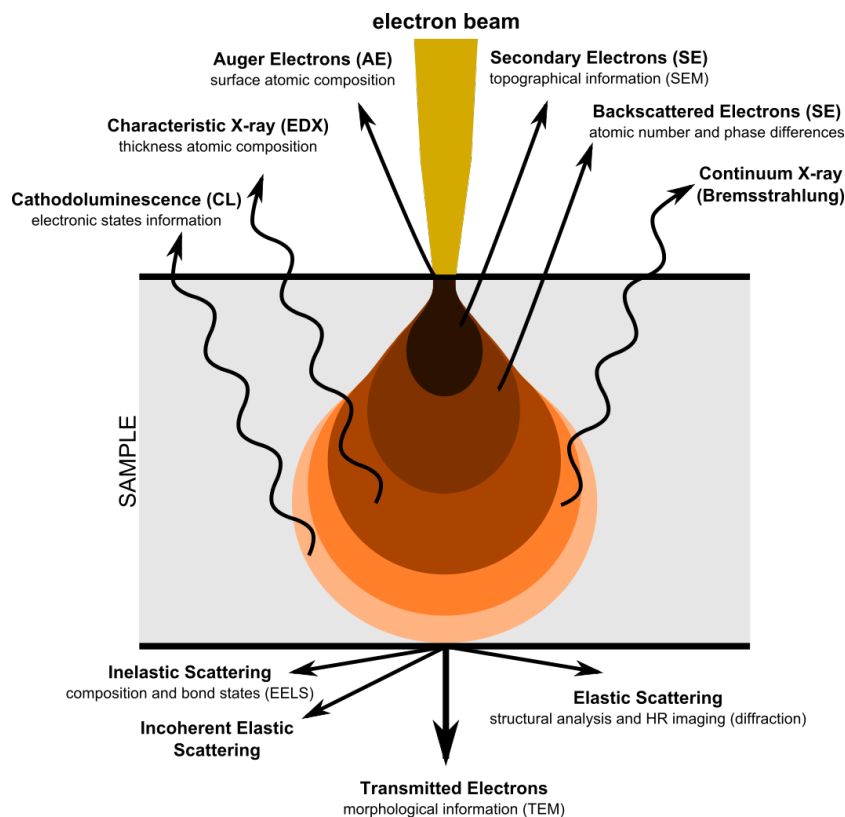 electron beam
Auger Electrons (AE)
surface atomic composition
Secondary Electrons (SE)
topographical information (SEM)
Characteristic X-ray (EDX)
thickness atomic composition
Backscattered Electrons (SE)
atomic number and phase differences
Cathodoluminescence (CL)
electronic states information
Continuum X-ray
(Bremsstrahlung)
SAMPLE
Inelastic Scattering
composition and bond states (EELS)
Incoherent Elastic
Scattering
Elastic Scattering
structural analysis and HR imaging (diffraction)
Transmitted Electrons
morphological information (TEM)